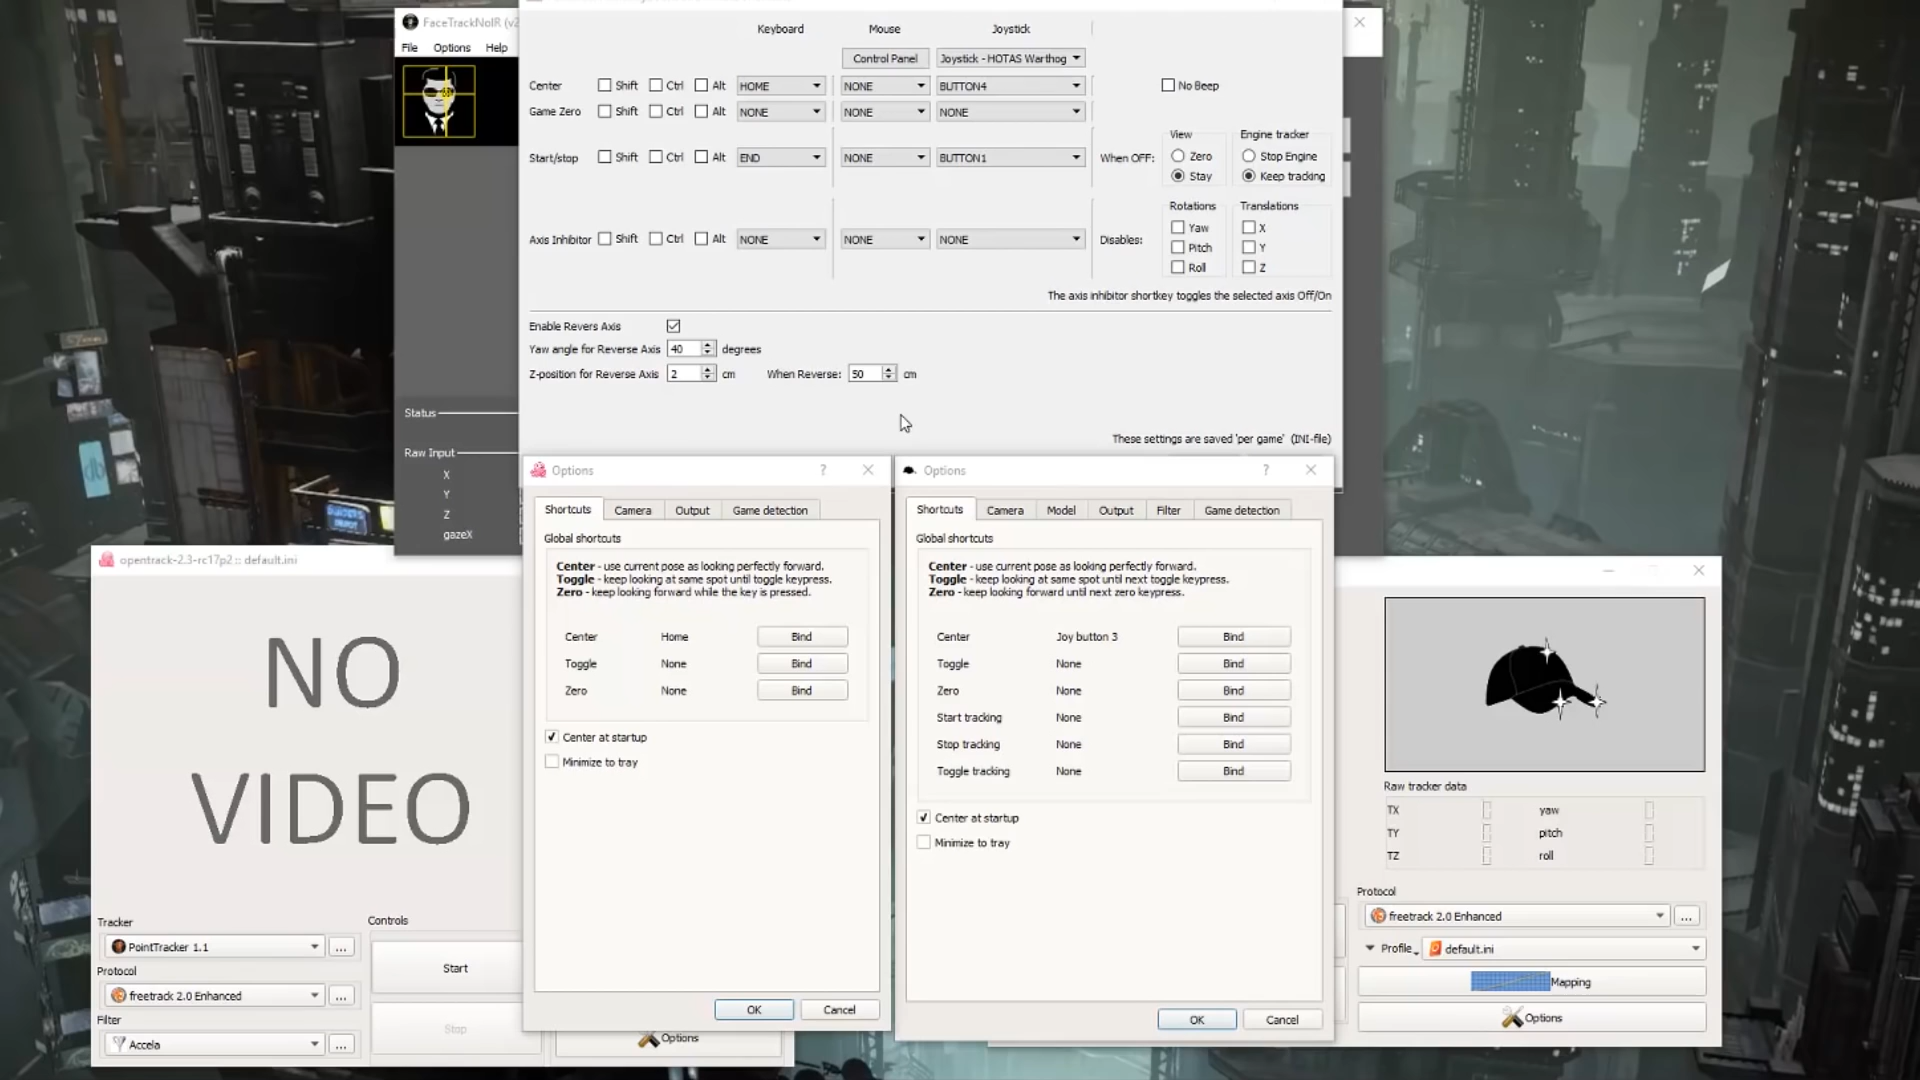 FaceTrackNoIR (v2
File Options Help
Keyboard Mouse Joystick
Control Panel Joystick - HOTAS Warthog
Center Shift Ctrl Alt HOME NONE BUTTON4 No Beep
Game Zero Shift Ctrl Alt NONE NONE NONE
View Engine tracker
Start/stop Shift Ctrl Alt END NONE BUTTON1 When OFF: Zero Stop Engine
Stay Keep tracking
Rotations Translations
Axis Inhibitor Shift Ctrl Alt NONE NONE NONE Disables: Yaw X
Pitch Y
Roll Z
The axis inhibitor shortkey toggles the selected axis Off/On
Enable Revers Axis
Yaw angle for Reverse Axis 40 degrees
Z-position for Reverse Axis 2 cm When Reverse: 50 cm
These settings are saved 'per game' (INI-file)
Status
Raw Input
X
Y
Z
gazeX
Options ?
Shortcuts Camera Output Game detection
Global shortcuts
Center - use current pose as looking perfectly forward.
Toggle - keep looking at same spot until toggle keypress.
Zero - keep looking forward while the key is pressed.
Center Home Bind
Toggle None Bind
Zero None Bind
Center at startup
Minimize to tray
OK Cancel
Options ?
Shortcuts Camera Model Output Filter Game detection
Global shortcuts
Center - use current pose as looking perfectly forward.
Toggle - keep looking at same spot until next toggle keypress.
Zero - keep looking forward until next zero keypress.
Center Joy button 3 Bind
Toggle None Bind
Zero None Bind
Start tracking None Bind
Stop tracking None Bind
Toggle tracking None Bind
Center at startup
Minimize to tray
OK Cancel
opentrack-2.3-rc17p2 :: default.ini
NO
VIDEO
Tracker
PointTracker 1.1 ...
Protocol
freetrack 2.0 Enhanced ...
Filter
Accela ...
Controls
Start
Stop
Options
Raw tracker data
TX yaw
TY pitch
TZ roll
Protocol
freetrack 2.0 Enhanced ...
Profile default.ini
Mapping
Options